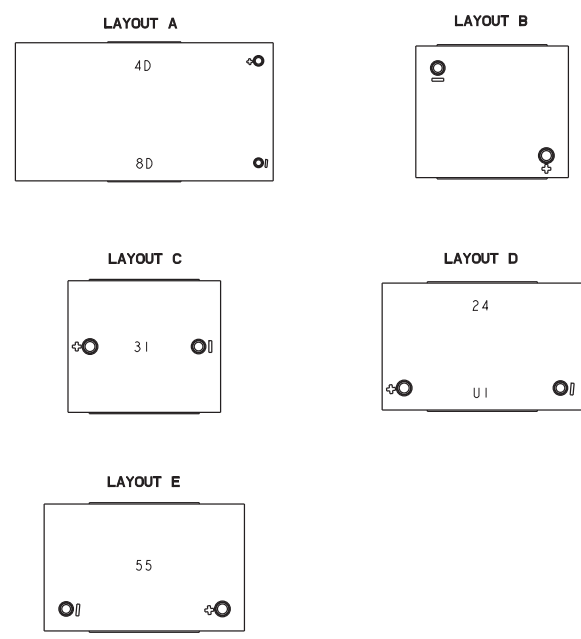 LAYOUT A
4D
+
8D
LAYOUT B
+
LAYOUT C
+ 31
LAYOUT D
24
+
U1
LAYOUT E
55
+